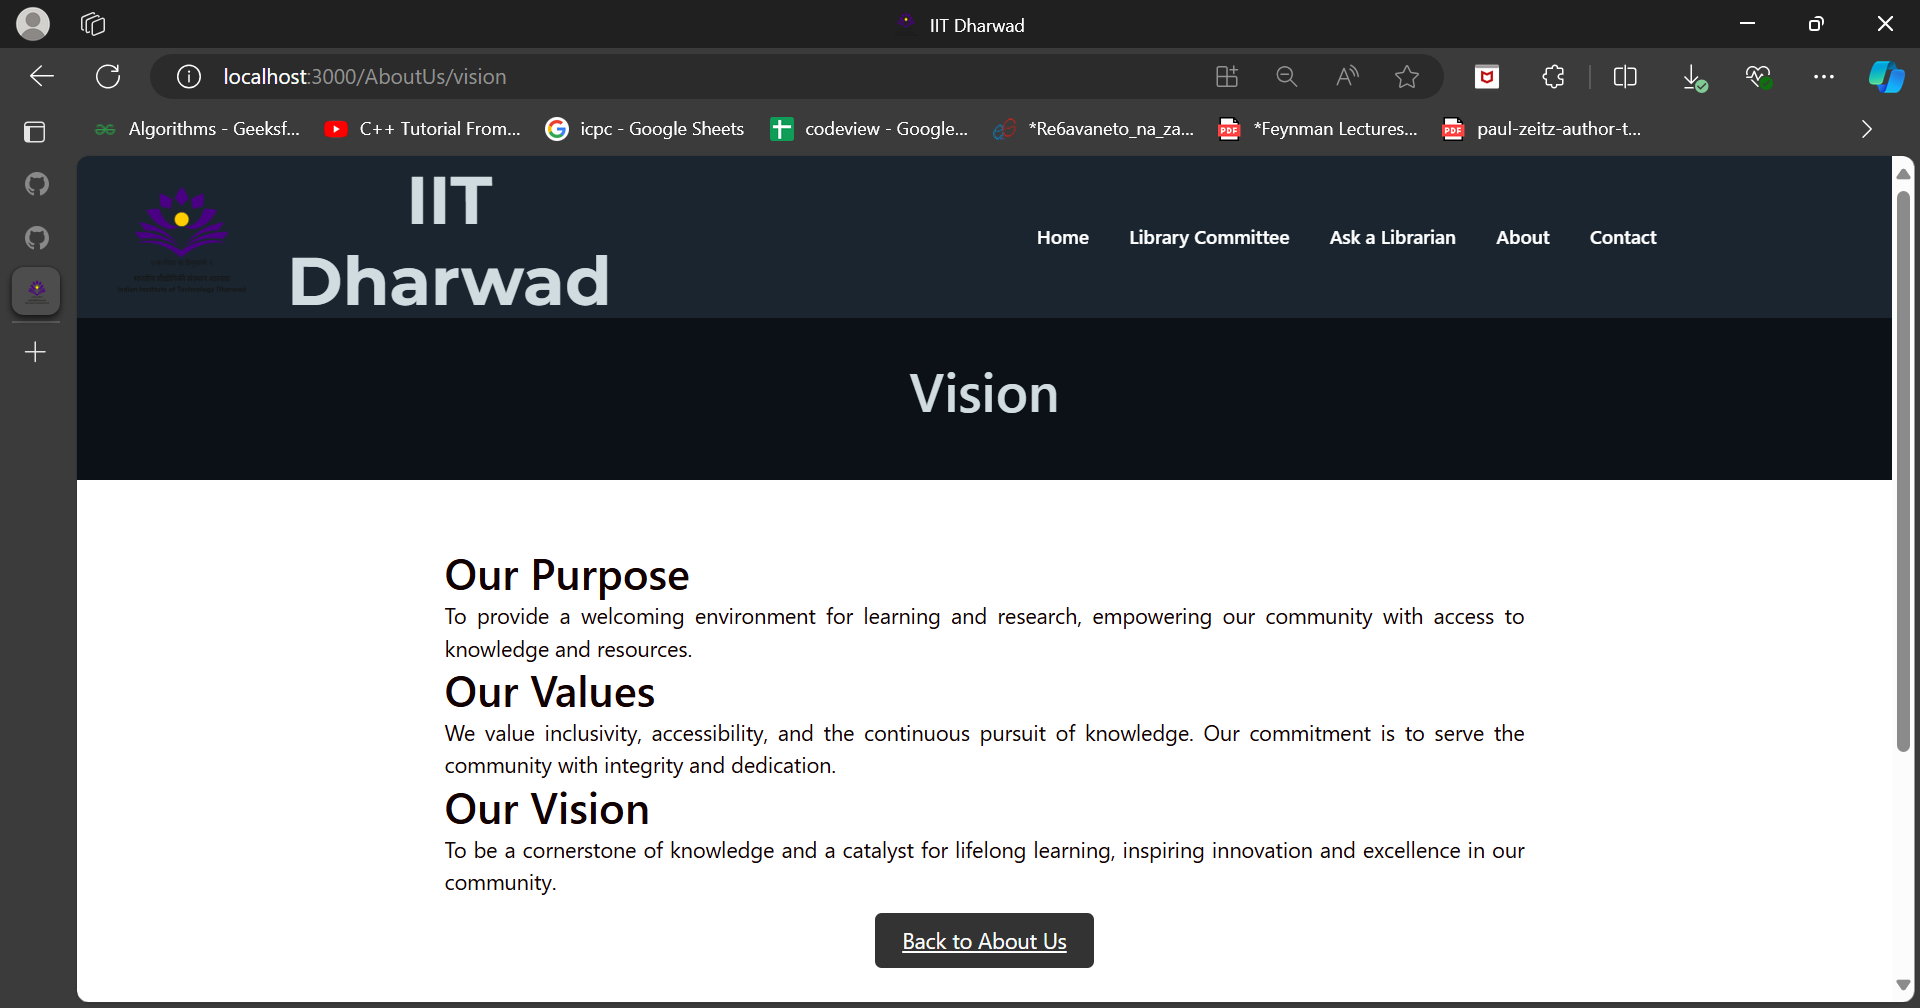 IIT Dharwad
localhost:3000/AboutUs/vision
Algorithms - Geeksf...
C++ Tutorial From...
icpc - Google Sheets
codeview - Google...
*Re6avaneto_na_za...
*Feynman Lectures...
paul-zeitz-author-t...
IIT
Dharwad
Home
Library Committee
Ask a Librarian
About
Contact
Vision
Our Purpose
To provide a welcoming environment for learning and research, empowering our community with access to
knowledge and resources.
Our Values
We value inclusivity, accessibility, and the continuous pursuit of knowledge. Our commitment is to serve the
community with integrity and dedication.
Our Vision
To be a cornerstone of knowledge and a catalyst for lifelong learning, inspiring innovation and excellence in our
community.
Back to About Us